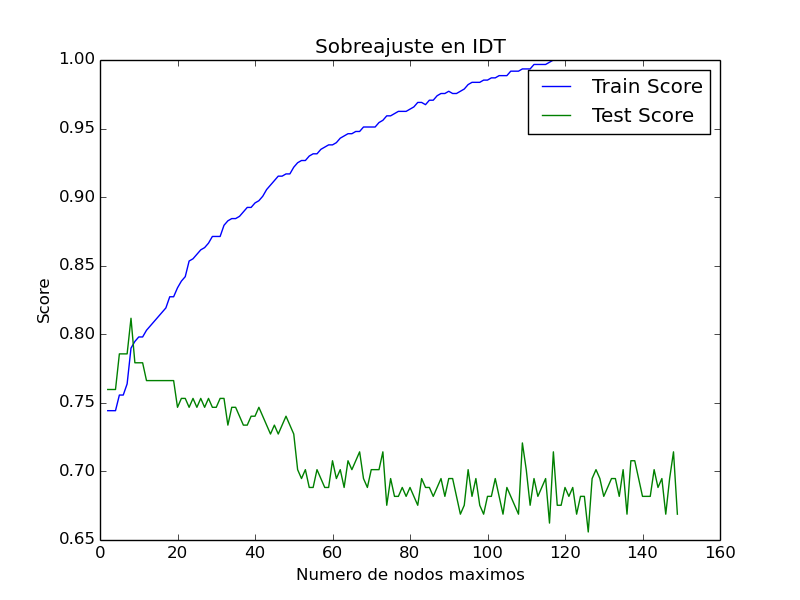 Sobreajuste en IDT
1.00
0.95
0.90
0.85
0.80
0.75
0.70
0.65
Score
Train Score
Test Score
0 20 40 60 80 100 120 140 160
Numero de nodos maximos